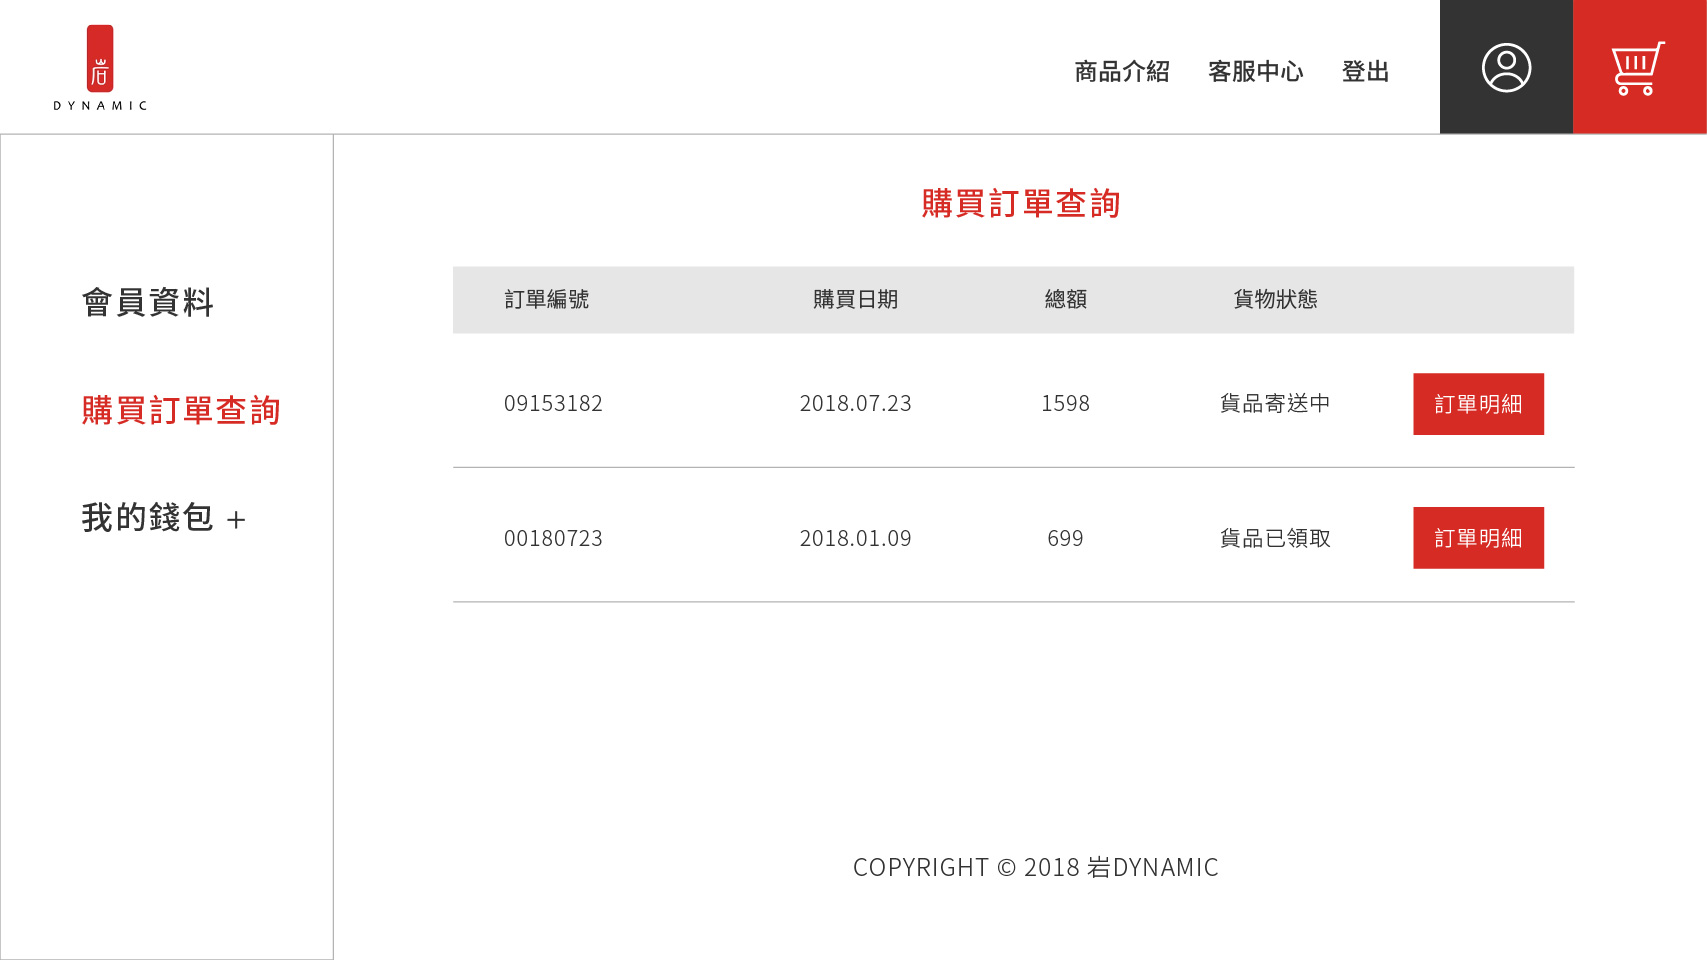 岩
DYNAMIC
商品介紹 客服中心 登出
會員資料
購買訂單查詢
我的錢包 +
購買訂單查詢
訂單編號 購買日期 總額 貨物狀態
09153182 2018.07.23 1598 貨品寄送中 訂單明細
00180723 2018.01.09 699 貨品已領取 訂單明細
COPYRIGHT © 2018 岩DYNAMIC